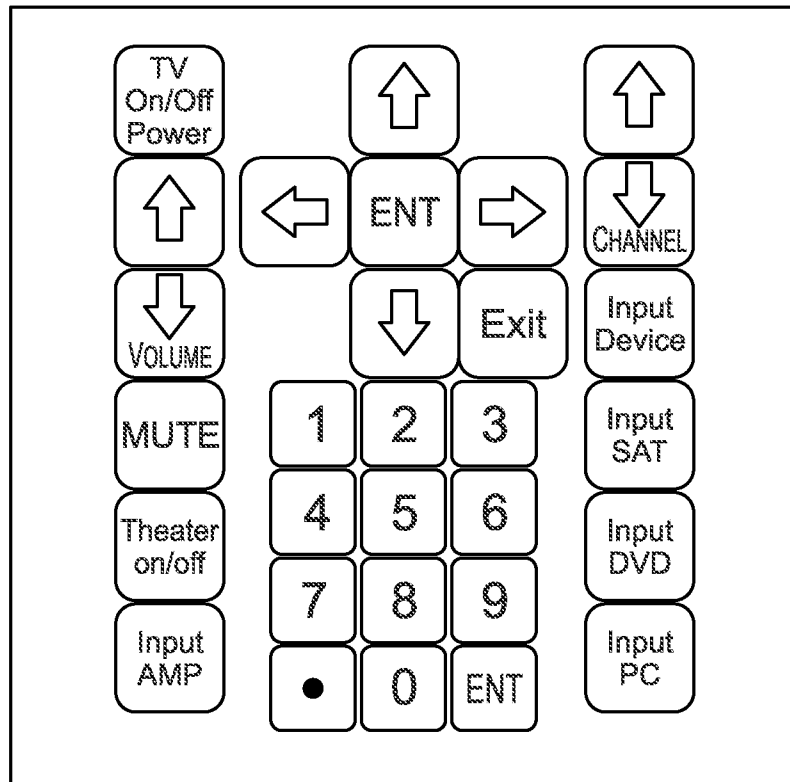 TV
On/Off
Power
ENT
CHANNEL
VOLUME
Exit
Input
Device
MUTE
1 2 3
Input
SAT
Theater
on/off
4 5 6
Input
DVD
Input
AMP
7 8 9
Input
PC
• 0 ENT